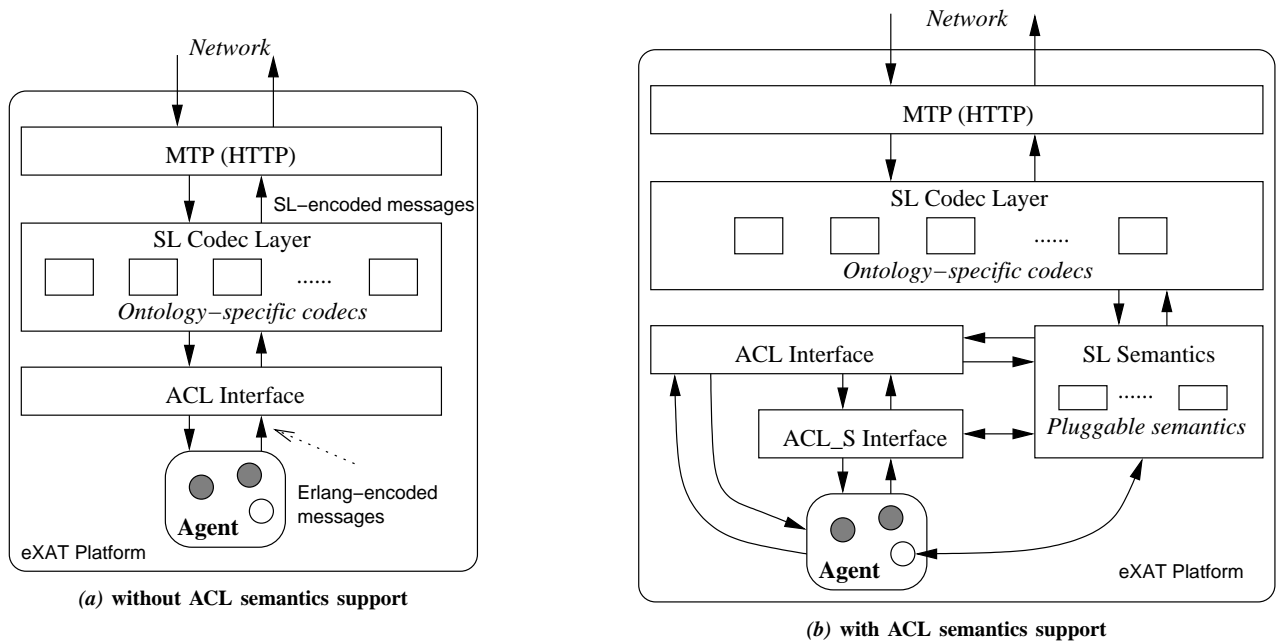 Network
MTP (HTTP)
SL−encoded messages
SL Codec Layer
......
Ontology−specific codecs
ACL Interface
Erlang−encoded
messages
Agent
eXAT Platform
(a) without ACL semantics support
Network
MTP (HTTP)
SL Codec Layer
......
Ontology−specific codecs
ACL Interface
SL Semantics
......
Pluggable semantics
ACL_S Interface
Agent
eXAT Platform
(b) with ACL semantics support